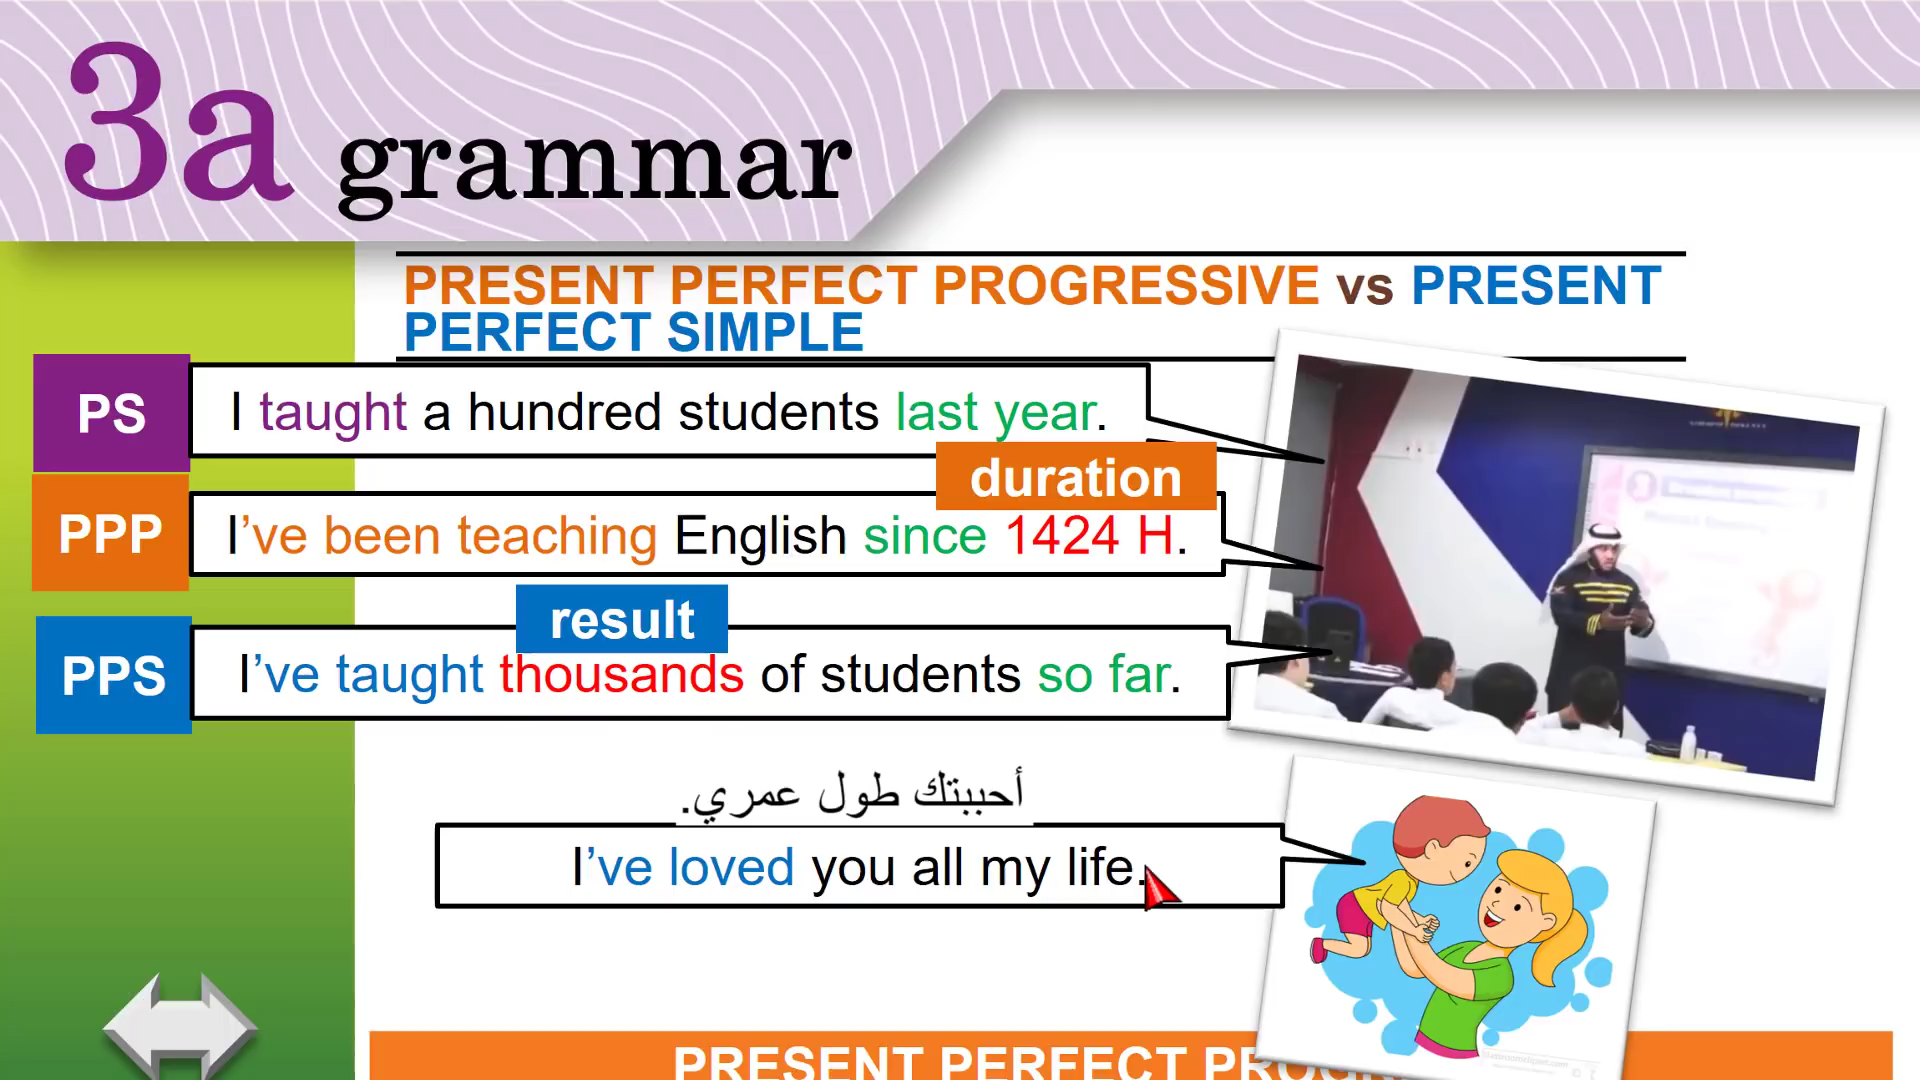 3a grammar
PRESENT PERFECT PROGRESSIVE vs PRESENT
PERFECT SIMPLE
PS
I taught a hundred students last year.
duration
PPP
I've been teaching English since 1424 H.
result
PPS
I've taught thousands of students so far.
أحببتك طول عمري.
I've loved you all my life.
PRESENT PERFECT